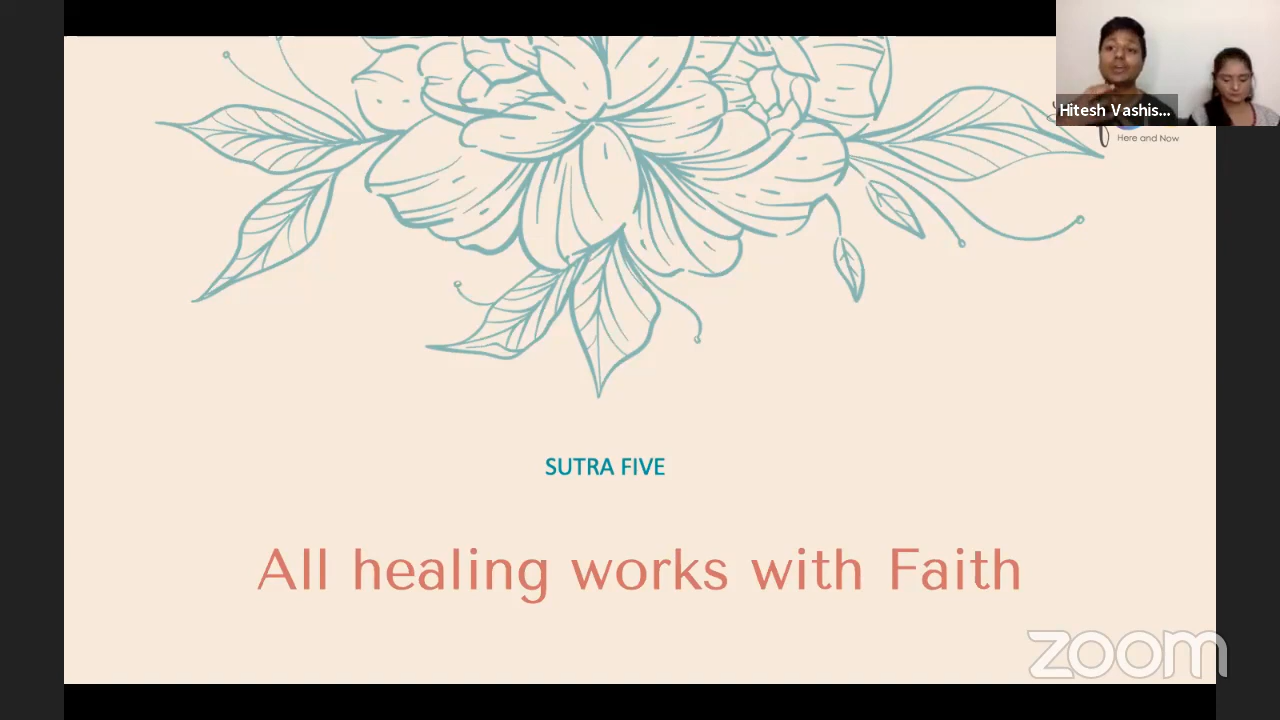 Hitesh Vashis...
Here and Now
SUTRA FIVE
All healing works with Faith
zoom